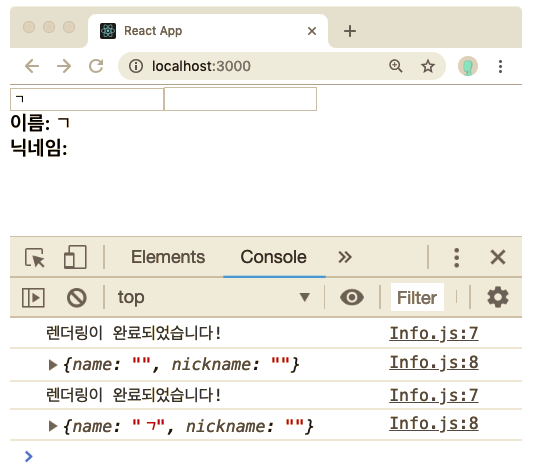 React App
localhost:3000
ㄱ
이름: ㄱ
닉네임:
Elements Console
top Filter
렌더링이 완료되었습니다! Info.js:7
{name: "", nickname: ""} Info.js:8
렌더링이 완료되었습니다! Info.js:7
{name: "ㄱ", nickname: ""} Info.js:8